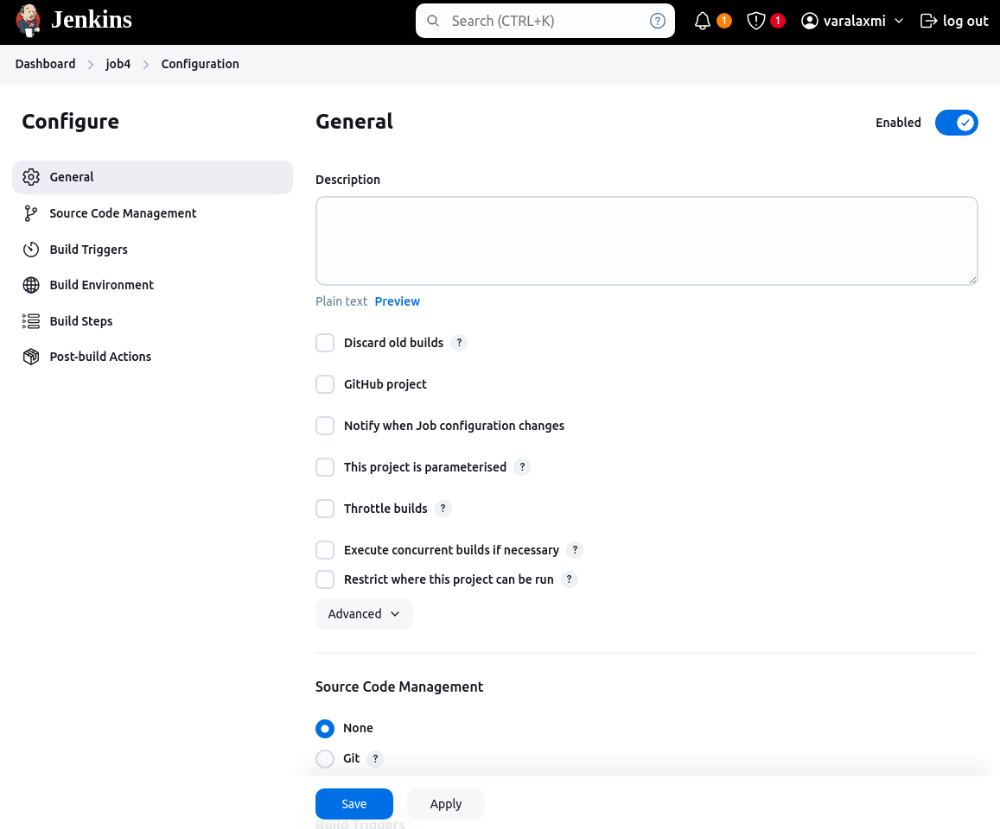 Jenkins
Search (CTRL+K) ?
1
1
varalaxmi
log out
Dashboard
job4
Configuration
Configure
General
Source Code Management
Build Triggers
Build Environment
Build Steps
Post-build Actions
General
Enabled
Description
Plain text Preview
Discard old builds ?
GitHub project
Notify when Job configuration changes
This project is parameterised ?
Throttle builds ?
Execute concurrent builds if necessary ?
Restrict where this project can be run ?
Advanced
Source Code Management
None
Git ?
Save
Apply
Build Triggers